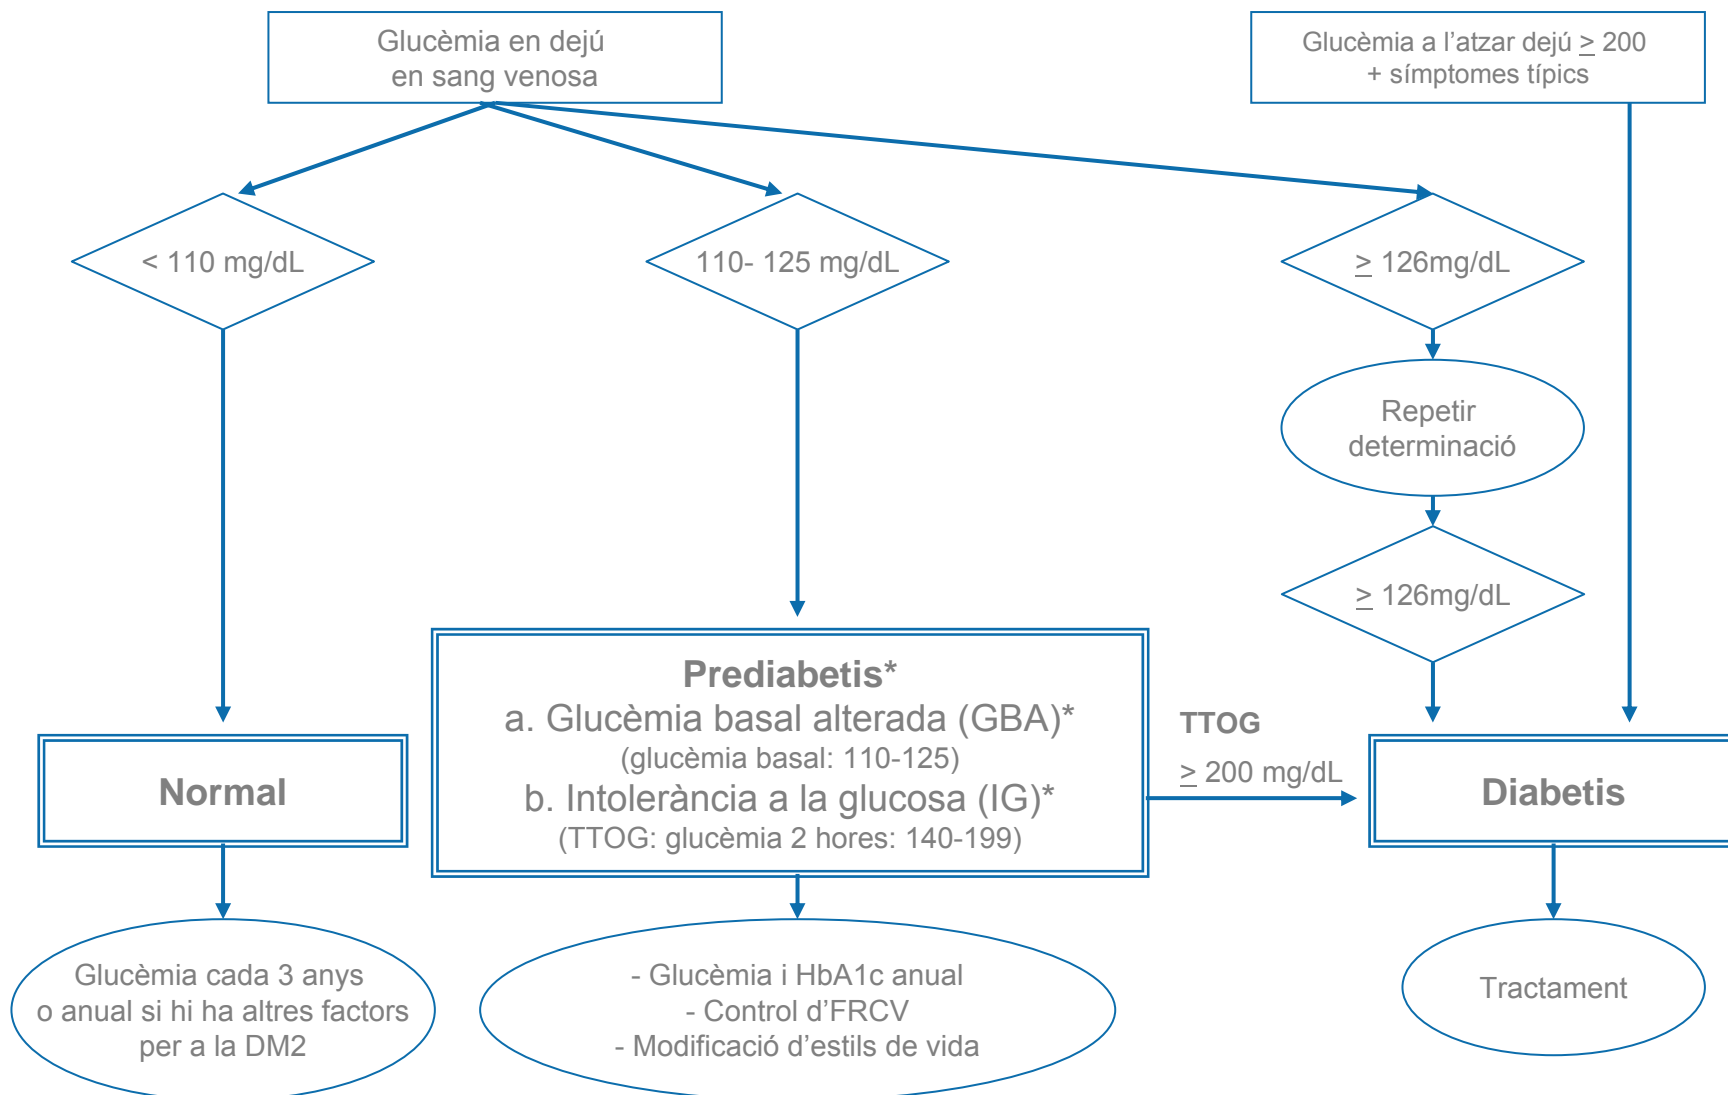 Glucèmia en dejú
en sang venosa
Glucèmia a l’atzar dejú > 200
+ símptomes típics
< 110 mg/dL
110- 125 mg/dL
> 126mg/dL
Repetir
determinació
> 126mg/dL
Prediabetis*
a. Glucèmia basal alterada (GBA)*
(glucèmia basal: 110-125)
b. Intolerància a la glucosa (IG)*
(TTOG: glucèmia 2 hores: 140-199)
TTOG
> 200 mg/dL
Normal
Diabetis
Glucèmia cada 3 anys
o anual si hi ha altres factors
per a la DM2
- Glucèmia i HbA1c anual
- Control d’FRCV
- Modificació d’estils de vida
Tractament